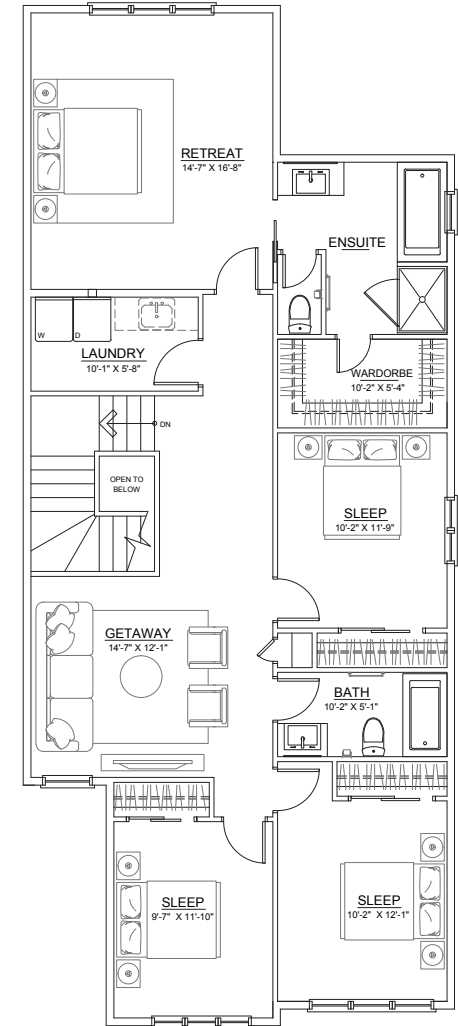 RETREAT
14'-7" X 16'-8"
ENSUITE
W
D
LAUNDRY
10'-1" X 5'-8"
WARDORBE
10'-2" X 5'-4"
DN
OPEN TO
BELOW
SLEEP
10'-2" X 11'-9"
GETAWAY
14'-7" X 12'-1"
BATH
10'-2" X 5'-1"
SLEEP
9'-7" X 11'-10"
SLEEP
10'-2" X 12'-1"